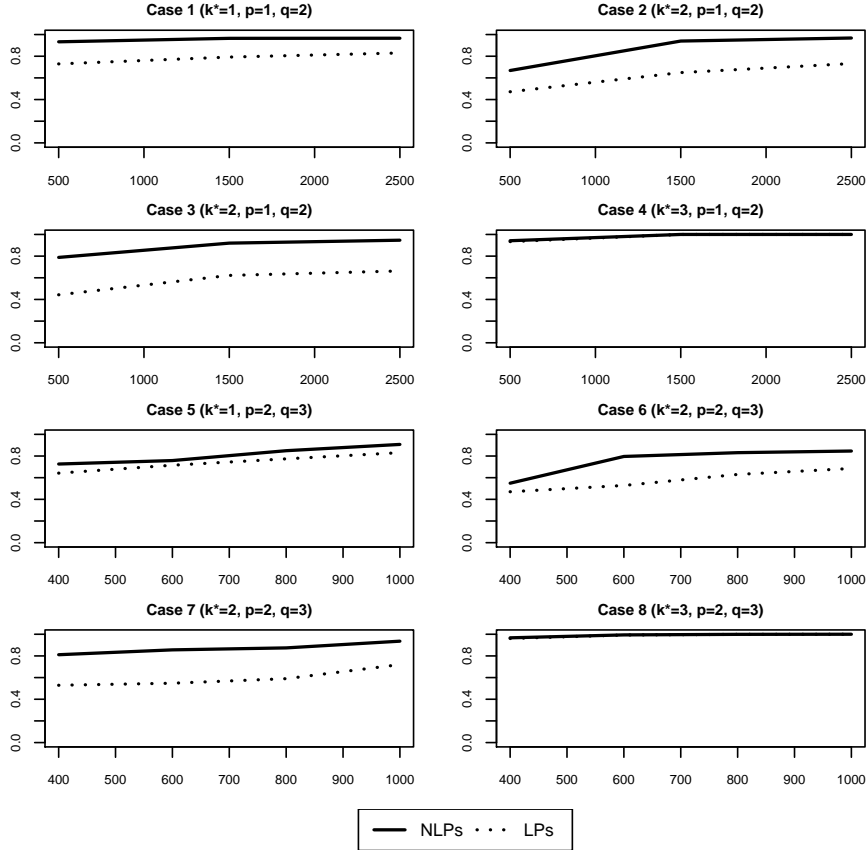 Case 1 (k*=1, p=1, q=2)
0.0 0.4 0.8
500 1000 1500 2000 2500
Case 2 (k*=2, p=1, q=2)
0.0 0.4 0.8
500 1000 1500 2000 2500
Case 3 (k*=2, p=1, q=2)
0.0 0.4 0.8
500 1000 1500 2000 2500
Case 4 (k*=3, p=1, q=2)
0.0 0.4 0.8
500 1000 1500 2000 2500
Case 5 (k*=1, p=2, q=3)
0.0 0.4 0.8
400 500 600 700 800 900 1000
Case 6 (k*=2, p=2, q=3)
0.0 0.4 0.8
400 500 600 700 800 900 1000
Case 7 (k*=2, p=2, q=3)
0.0 0.4 0.8
400 500 600 700 800 900 1000
Case 8 (k*=3, p=2, q=3)
0.0 0.4 0.8
400 500 600 700 800 900 1000
NLPs LPs